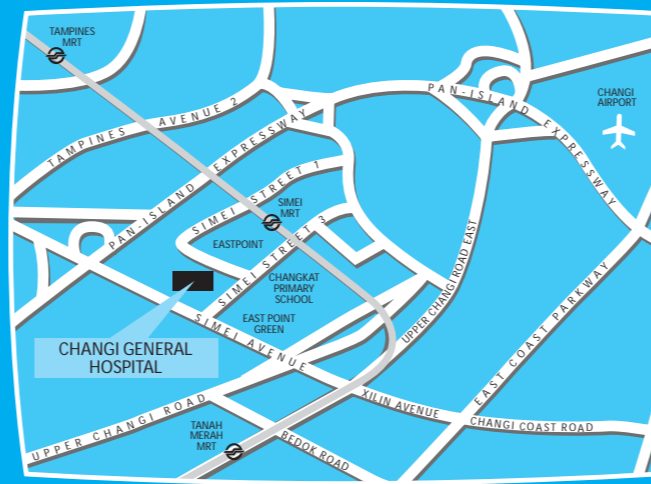 TAMPINES
MRT
TAMPINES AVENUE 2
PAN-ISLAND EXPRESSWAY
CHANGI
AIRPORT
PAN-ISLAND EXPRESSWAY
SIMEI STREET 1
SIMEI
MRT
EASTPOINT
SIMEI STREET 3
CHANGKAT
PRIMARY
SCHOOL
UPPER CHANGI ROAD EAST
EAST COAST PARKWAY
EAST POINT
GREEN
SIMEI AVENUE
CHANGI GENERAL
HOSPITAL
XILIN AVENUE
CHANGI COAST ROAD
UPPER CHANGI ROAD
TANAH
MERAH
MRT
BEDOK ROAD